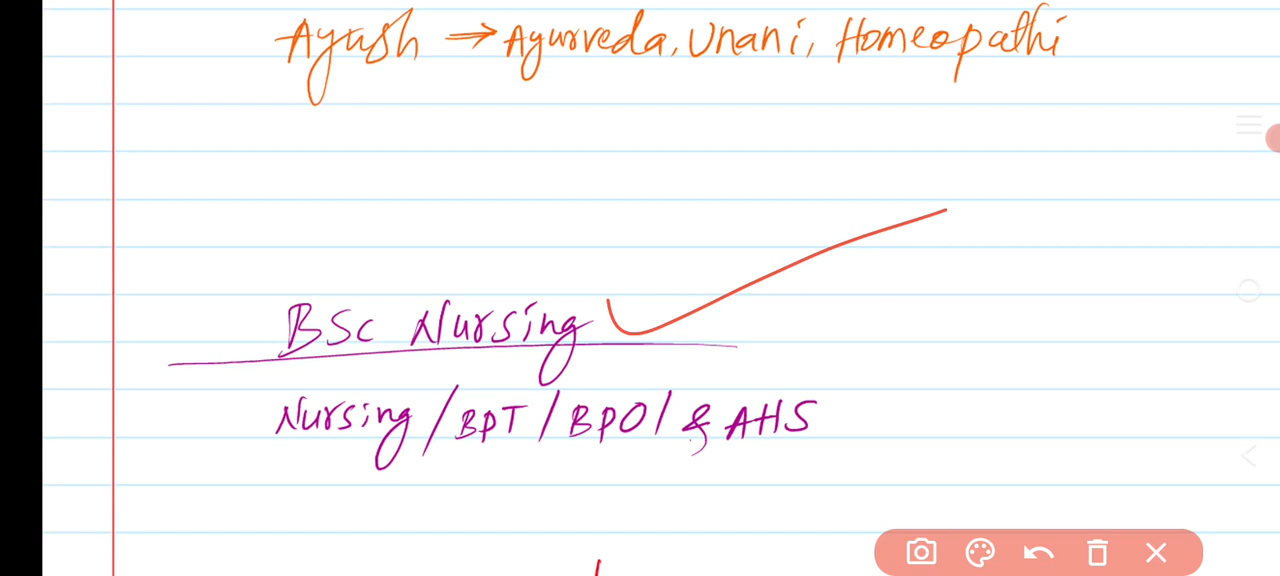 Ayush ⇒ Ayurveda, Unani, Homeopathi
BSc Nursing
Nursing / BPT / BPO / & AHS